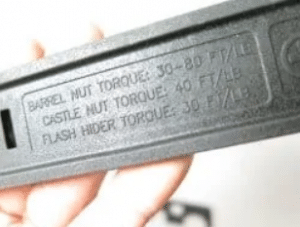 BARREL NUT TORQUE: 30-80 FT/LB
CASTLE NUT TORQUE: 40 FT/LB
FLASH HIDER TORQUE: 30 FT/LB